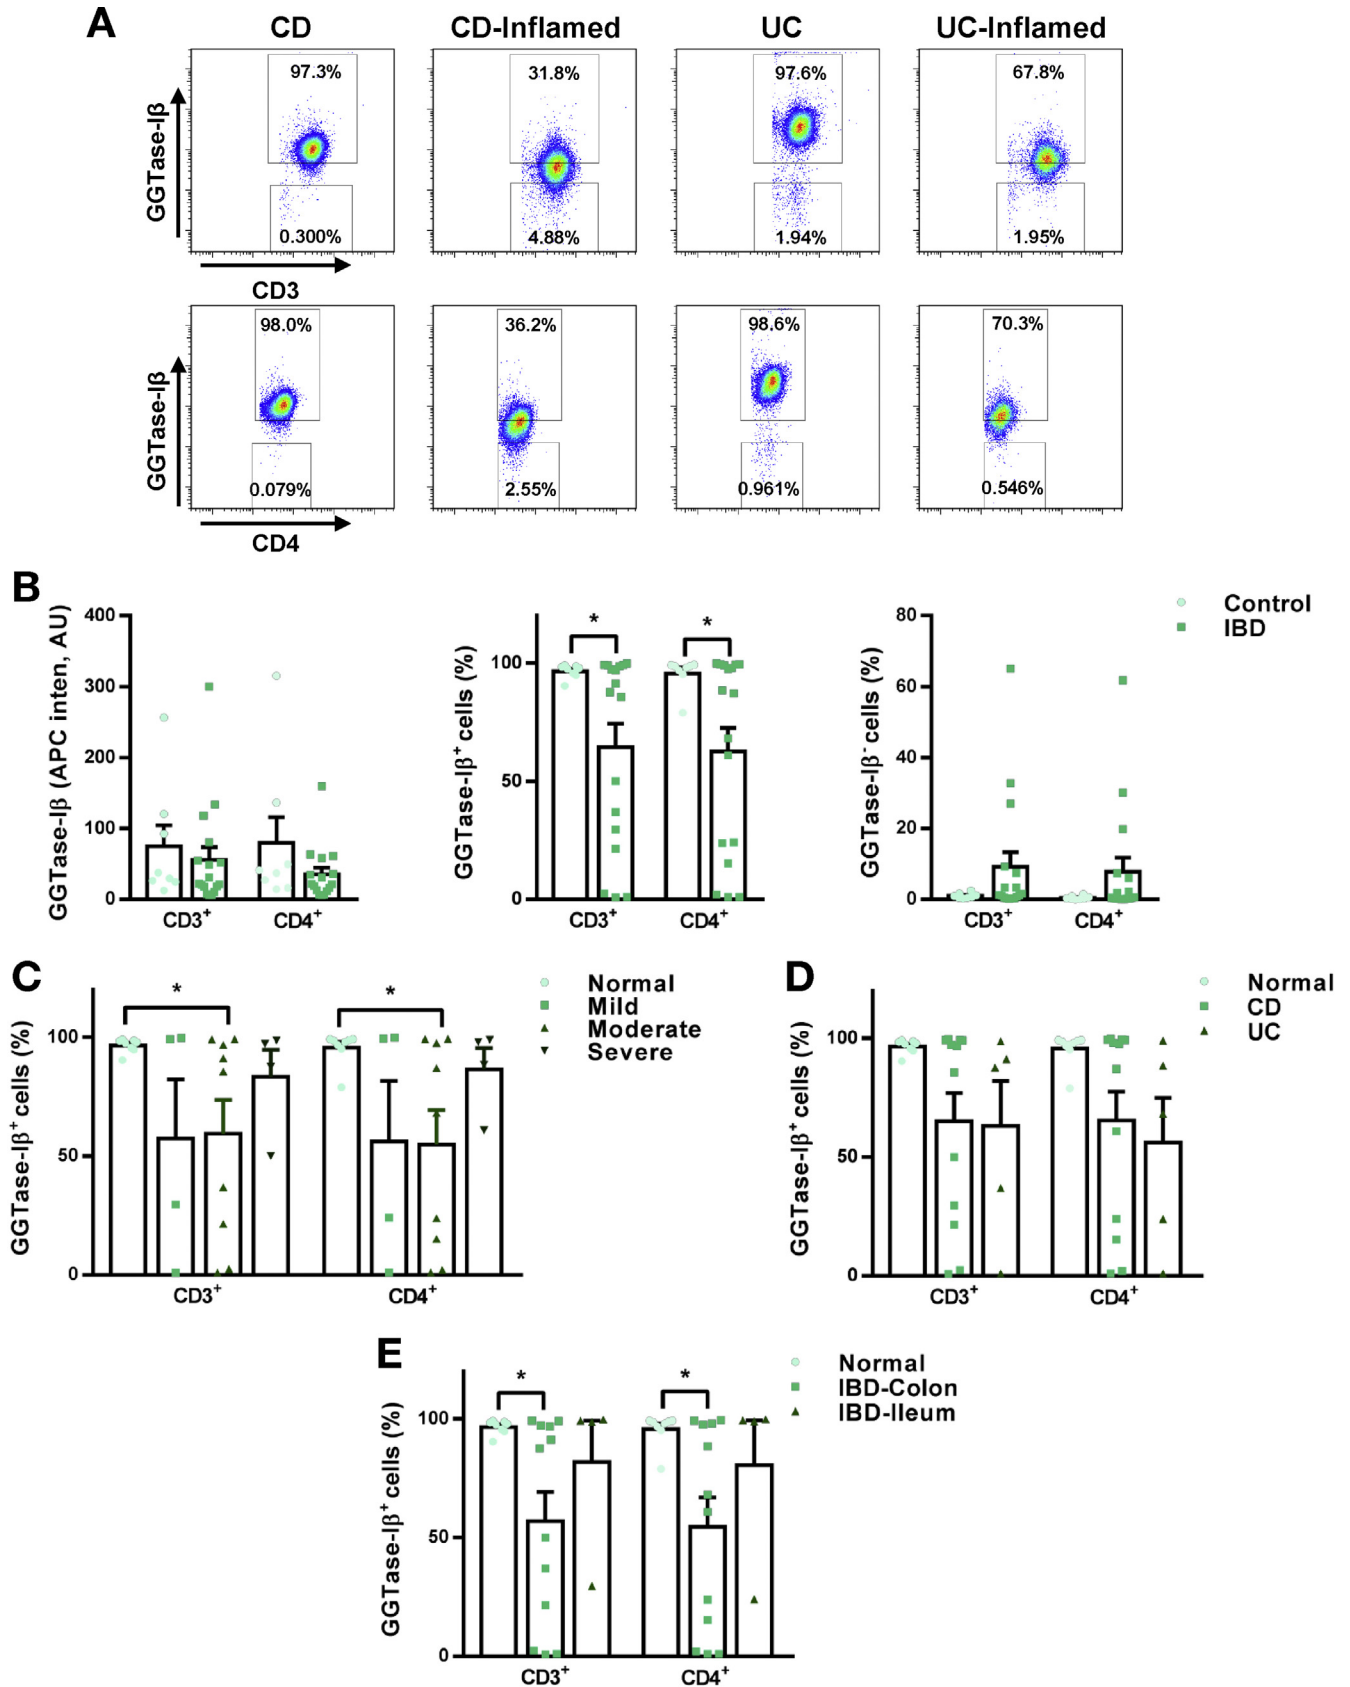 A
CD CD-Inflamed UC UC-Inflamed
GGTase-Iβ
97.3% 31.8% 97.6% 67.8%
0.300% 4.88% 1.94% 1.95%
CD3
GGTase-Iβ
98.0% 36.2% 98.6% 70.3%
0.079% 2.55% 0.961% 0.546%
CD4
B
GGTase-Iβ (APC inten, AU)
400
300
200
100
0
CD3⁺ CD4⁺
GGTase-Iβ⁺ cells (%)
100
50
0
* *
CD3⁺ CD4⁺
GGTase-Iβ⁻ cells (%)
80
60
40
20
0
CD3⁺ CD4⁺
Control
IBD
C
GGTase-Iβ⁺ cells (%)
100
50
0
* *
CD3⁺ CD4⁺
Normal
Mild
Moderate
Severe
D
GGTase-Iβ⁺ cells (%)
100
50
0
CD3⁺ CD4⁺
Normal
CD
UC
E
GGTase-Iβ⁺ cells (%)
100
50
0
* *
CD3⁺ CD4⁺
Normal
IBD-Colon
IBD-Ileum